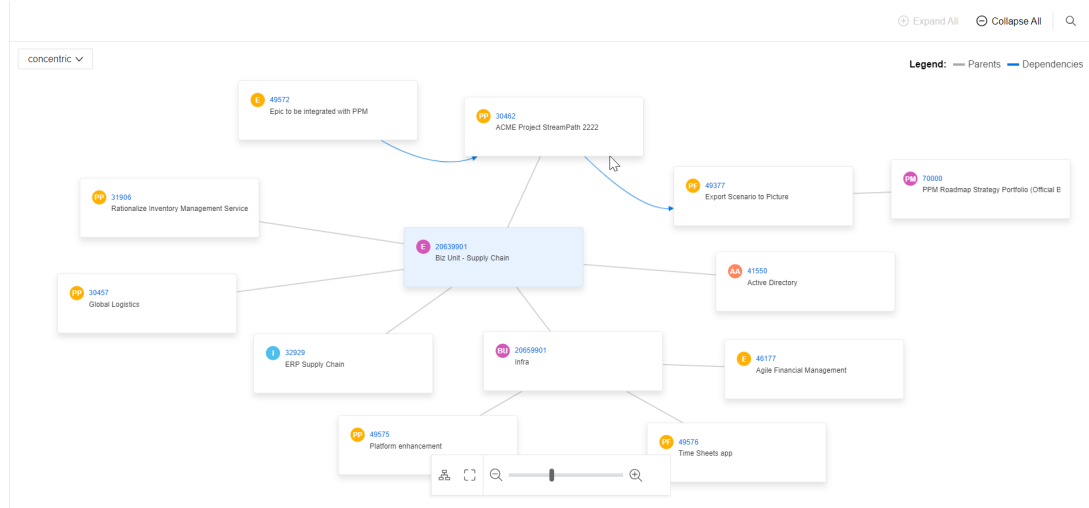 Expand All
Collapse All
concentric
Legend: Parents Dependencies
E 49572
Epic to be integrated with PPM
PP 30462
ACME Project StreamPath 2222
PP 31906
Rationalize Inventory Management Service
PF 49377
Export Scenario to Picture
PM 70000
PPM Roadmap Strategy Portfolio (Official E
E 20639901
Biz Unit - Supply Chain
AA 41550
Active Directory
PP 30457
Global Logistics
I 32929
ERP Supply Chain
BU 20659901
infra
E 46177
Agile Financial Management
PP 49575
Platform enhancement
PF 49576
Time Sheets app